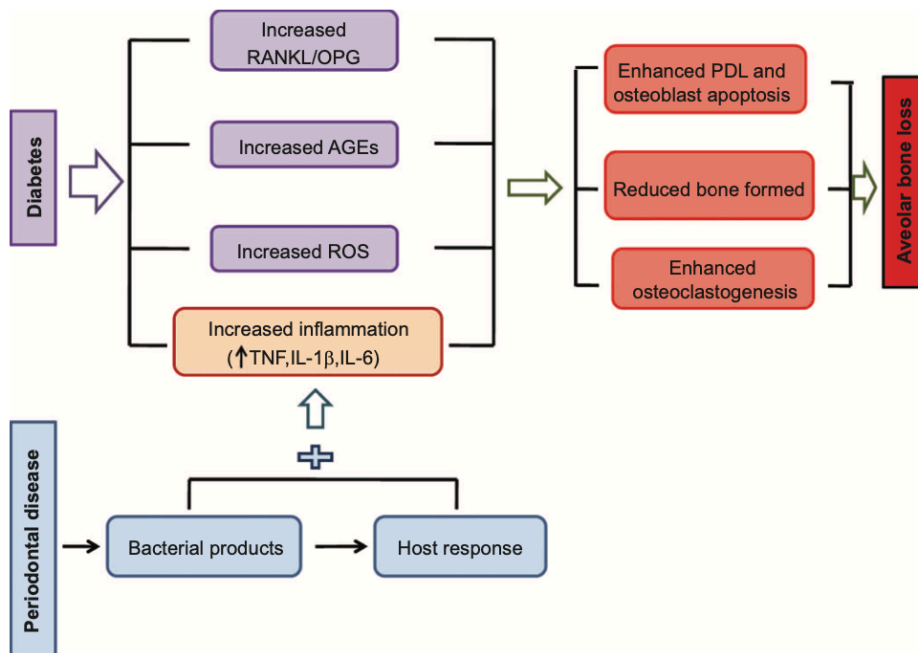 Diabetes
Increased
RANKL/OPG
Increased AGEs
Increased ROS
Increased inflammation
(↑TNF,IL-1β,IL-6)
Enhanced PDL and
osteoblast apoptosis
Reduced bone formed
Enhanced
osteoclastogenesis
Aveolar bone loss
Periodontal disease
Bacterial products
Host response